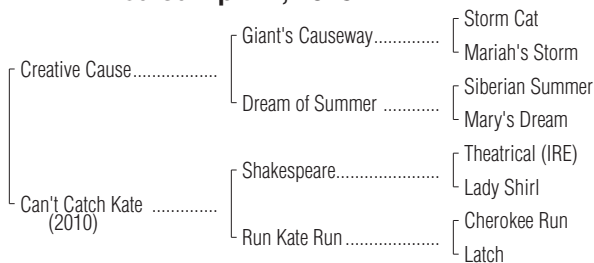 Storm Cat
Giant's Causeway.............
Mariah's Storm
Creative Cause.................
Siberian Summer
Dream of Summer ............
Mary's Dream
Theatrical (IRE)
Shakespeare.....................
Lady Shirl
Can't Catch Kate .............
(2010)
Cherokee Run
Run Kate Run ...................
Latch